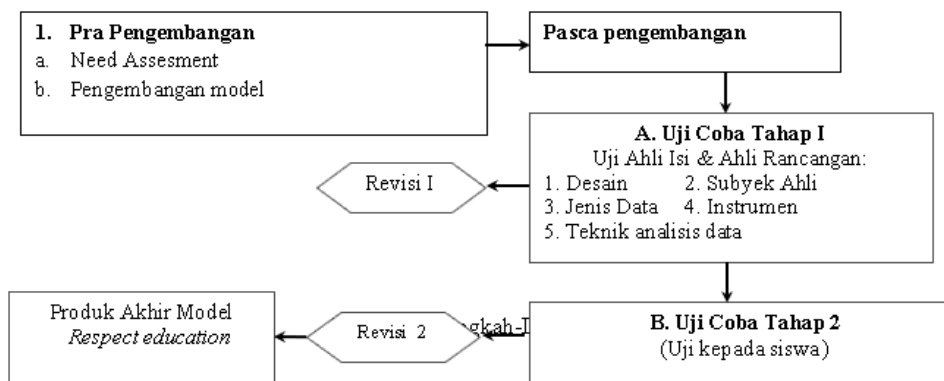 1. Pra Pengembangan
a. Need Assesment
b. Pengembangan model
Pasca pengembangan
A. Uji Coba Tahap I
Uji Ahli Isi & Ahli Rancangan:
1. Desain 2. Subyek Ahli
3. Jenis Data 4. Instrumen
5. Teknik analisis data
Revisi I
B. Uji Coba Tahap 2
(Uji kepada siswa)
Revisi 2
Produk Akhir Model
Respect education